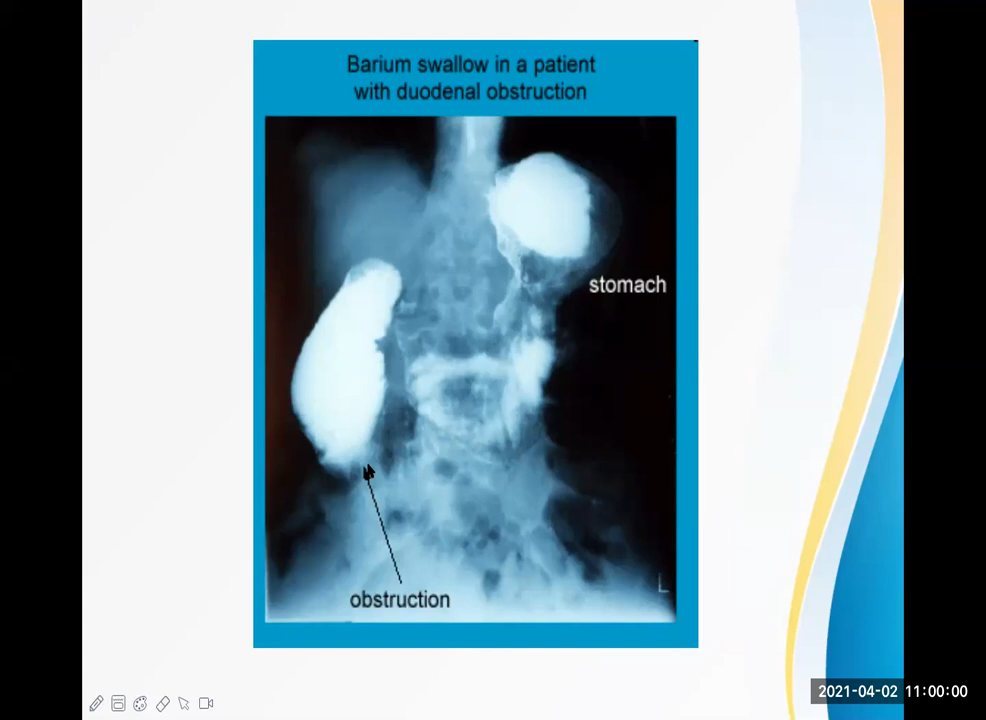 Barium swallow in a patient
with duodenal obstruction
stomach
obstruction
L
2021-04-02 11:00:00